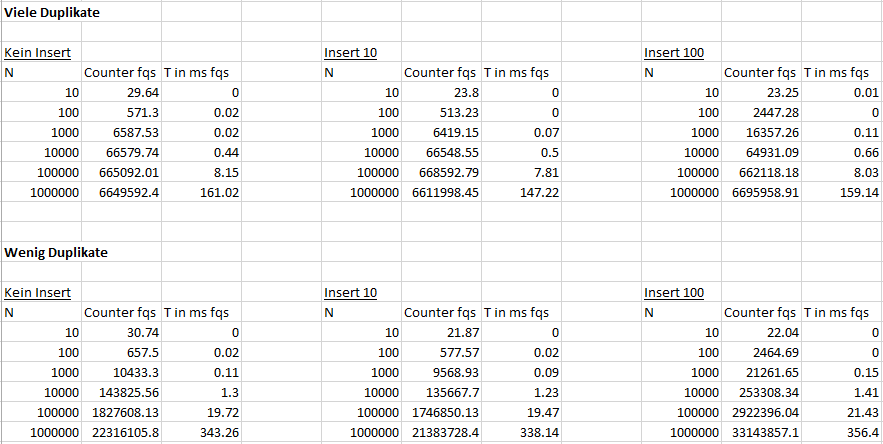 Viele Duplikate
Kein Insert Insert 10 Insert 100
N Counter fqs T in ms fqs N Counter fqs T in ms fqs N Counter fqs T in ms fqs
10 29.64 0 10 23.8 0 10 23.25 0.01
100 571.3 0.02 100 513.23 0 100 2447.28 0
1000 6587.53 0.02 1000 6419.15 0.07 1000 16357.26 0.11
10000 66579.74 0.44 10000 66548.55 0.5 10000 64931.09 0.66
100000 665092.01 8.15 100000 668592.79 7.81 100000 662118.18 8.03
1000000 6649592.4 161.02 1000000 6611998.45 147.22 1000000 6695958.91 159.14
Wenig Duplikate
Kein Insert Insert 10 Insert 100
N Counter fqs T in ms fqs N Counter fqs T in ms fqs N Counter fqs T in ms fqs
10 30.74 0 10 21.87 0 10 22.04 0
100 657.5 0.02 100 577.57 0.02 100 2464.69 0
1000 10433.3 0.11 1000 9568.93 0.09 1000 21261.65 0.15
10000 143825.56 1.3 10000 135667.7 1.23 10000 253308.34 1.41
100000 1827608.13 19.72 100000 1746850.13 19.47 100000 2922396.04 21.43
1000000 22316105.8 343.26 1000000 21383728.4 338.14 1000000 33143857.1 356.4